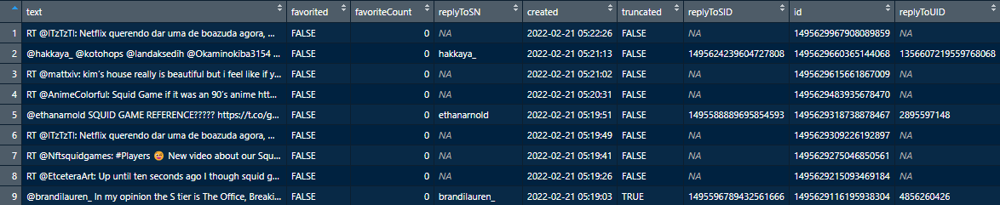 text favorited favoriteCount replyToSN created truncated replyToSID id replyToUID
1 RT @ITzTzTI: Netflix querendo dar uma de boazuda agora, ... FALSE 0 NA 2022-02-21 05:22:26 FALSE NA 1495629967908089859 NA
2 @hakkaya_ @kotohops @landaksedih @Okaminokiba3154 ... FALSE 0 hakkaya_ 2022-02-21 05:21:13 FALSE 1495624239604727808 1495629660365144068 1356607219559768068
3 RT @mattxiv: kim's house really is beautiful but i feel like if y... FALSE 0 NA 2022-02-21 05:21:02 FALSE NA 1495629615661867009 NA
4 RT @AnimeColorful: Squid Game if it was an 90's anime htt... FALSE 0 NA 2022-02-21 05:20:31 FALSE NA 1495629483935678470 NA
5 @ethanarnold SQUID GAME REFERENCE????? https://t.co/g... FALSE 0 ethanarnold 2022-02-21 05:19:51 FALSE 1495588889695854593 1495629318738878467 2895597148
6 RT @ITzTzTI: Netflix querendo dar uma de boazuda agora, ... FALSE 0 NA 2022-02-21 05:19:49 FALSE NA 1495629309226192897 NA
7 RT @Nftsquidgames: #Players 🥵 New video about our Squ... FALSE 0 NA 2022-02-21 05:19:41 FALSE NA 1495629275046850561 NA
8 RT @EtceteraArt: Up until ten seconds ago I though squid g... FALSE 0 NA 2022-02-21 05:19:26 FALSE NA 1495629215093469184 NA
9 @brandilauren_ In my opinion the S tier is The Office, Breaki... FALSE 0 brandilauren_ 2022-02-21 05:19:03 TRUE 1495596789432561666 1495629116195938304 4856260426